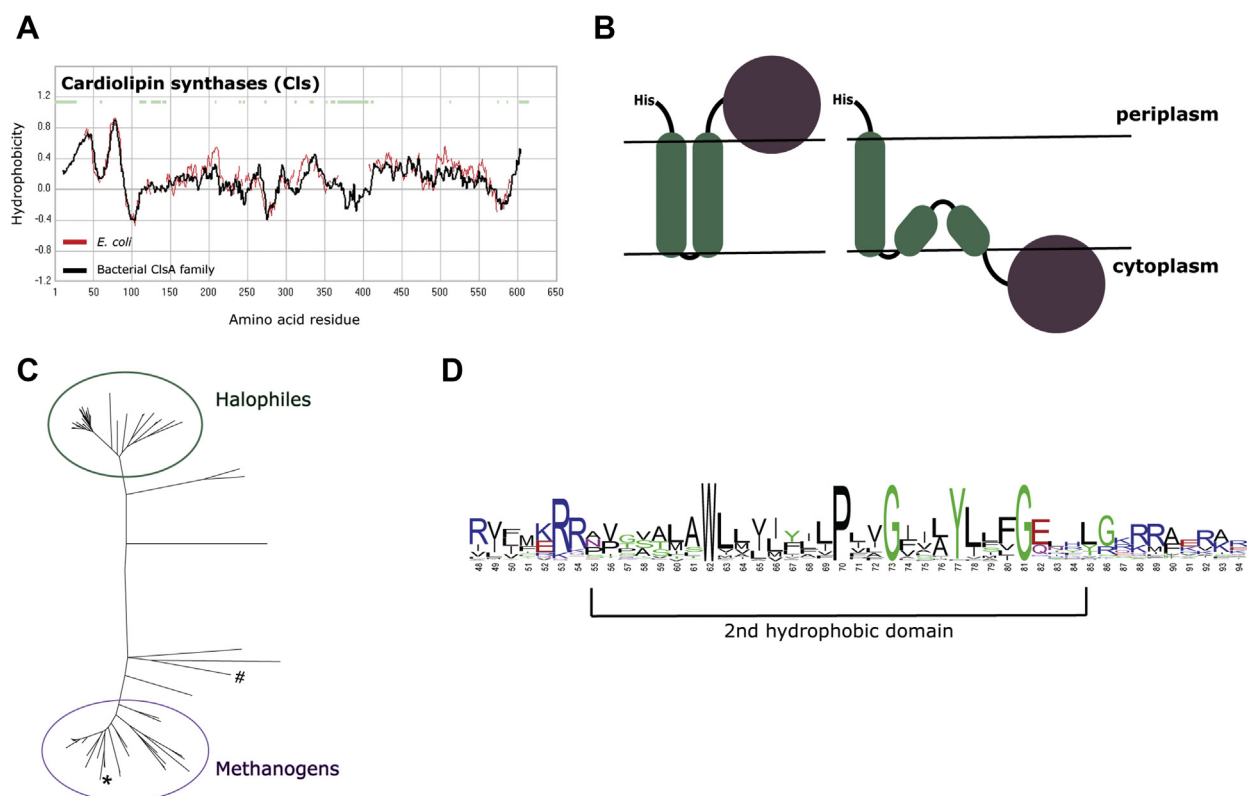 A
Cardiolipin synthases (Cls)
1.2
0.8
0.4
0.0
-0.4
-0.8
-1.2
Hydrophobicity
E. coli
Bacterial ClsA family
1 50 100 150 200 250 300 350 400 450 500 550 600 650
Amino acid residue
B
His
His
periplasm
cytoplasm
C
Halophiles
#
Methanogens
*
D
48 49 50 51 52 53 54 55 56 57 58 59 60 61 62 63 64 65 66 67 68 69 70 71 72 73 74 75 76 77 78 79 80 81 82 83 84 85 86 87 88 89 90 91 92 93 94
2nd hydrophobic domain